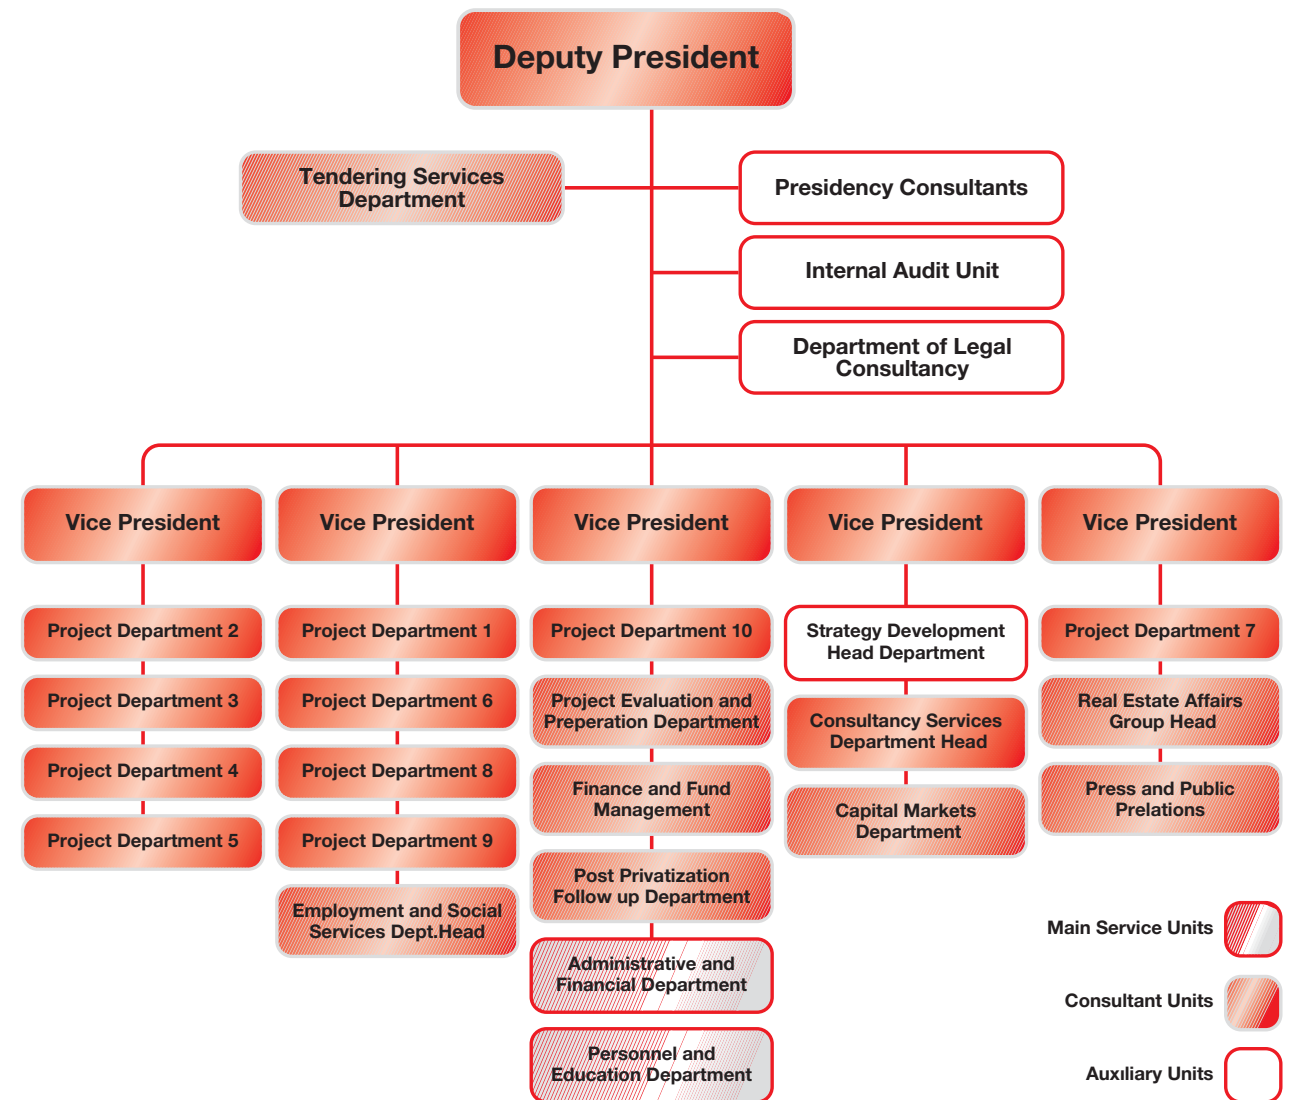 Deputy President
Tendering Services
Department
Presidency Consultants
Internal Audit Unit
Department of Legal
Consultancy
Vice President
Vice President
Vice President
Vice President
Vice President
Project Department 2
Project Department 3
Project Department 4
Project Department 5
Project Department 1
Project Department 6
Project Department 8
Project Department 9
Employment and Social
Services Dept.Head
Project Department 10
Project Evaluation and
Preperation Department
Finance and Fund
Management
Post Privatization
Follow up Department
Administrative and
Financial Department
Personnel and
Education Department
Strategy Development
Head Department
Consultancy Services
Department Head
Capital Markets
Department
Project Department 7
Real Estate Affairs
Group Head
Press and Public
Prelations
Main Service Units
Consultant Units
Auxılıary Units